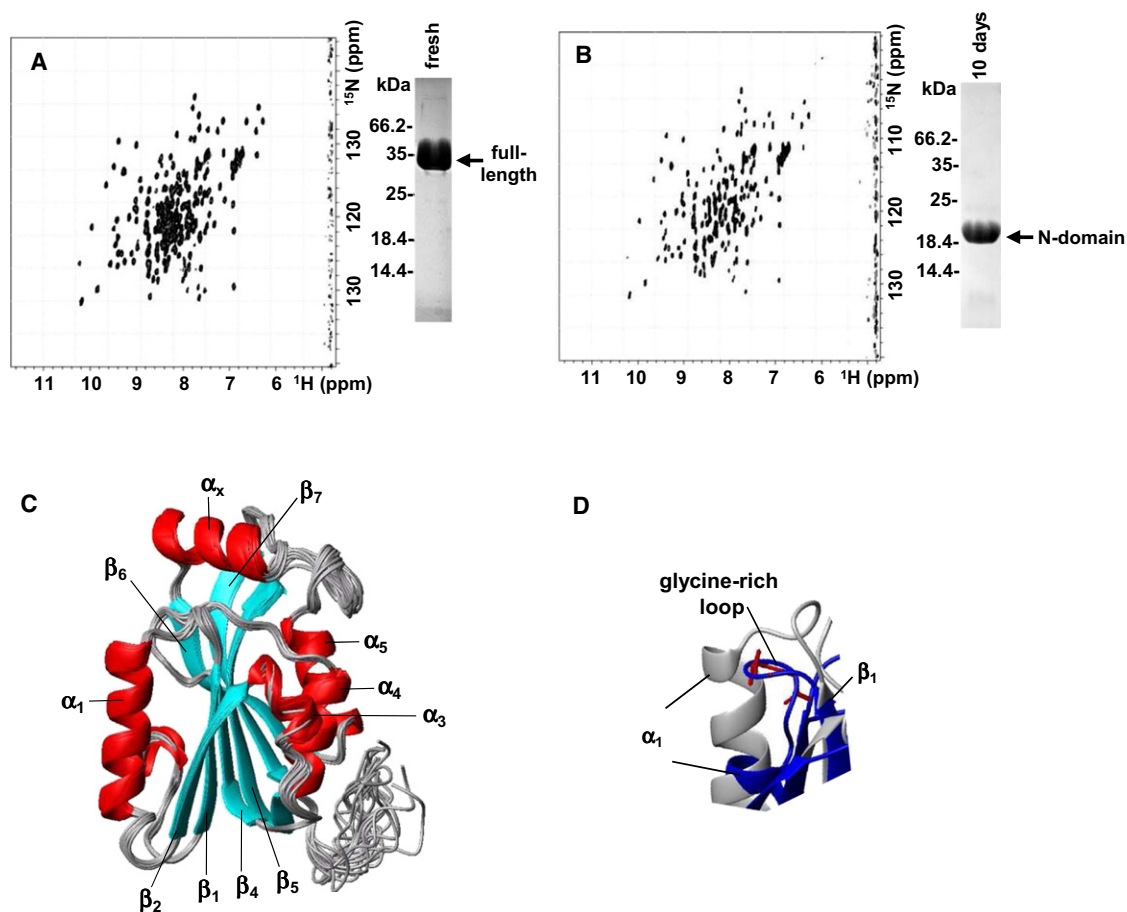 A
fresh
kDa
66.2-
35-
25-
18.4-
14.4-
full-
length
¹⁵N (ppm)
130
120
130
11 10 9 8 7 6 ¹H (ppm)
B
10 days
kDa
66.2-
35-
25-
18.4-
14.4-
N-domain
¹⁵N (ppm)
110
120
130
11 10 9 8 7 6 ¹H (ppm)
C
αx
β7
β6
α5
α4
α1
α3
β2
β1
β4
β5
D
glycine-rich
loop
β1
α1